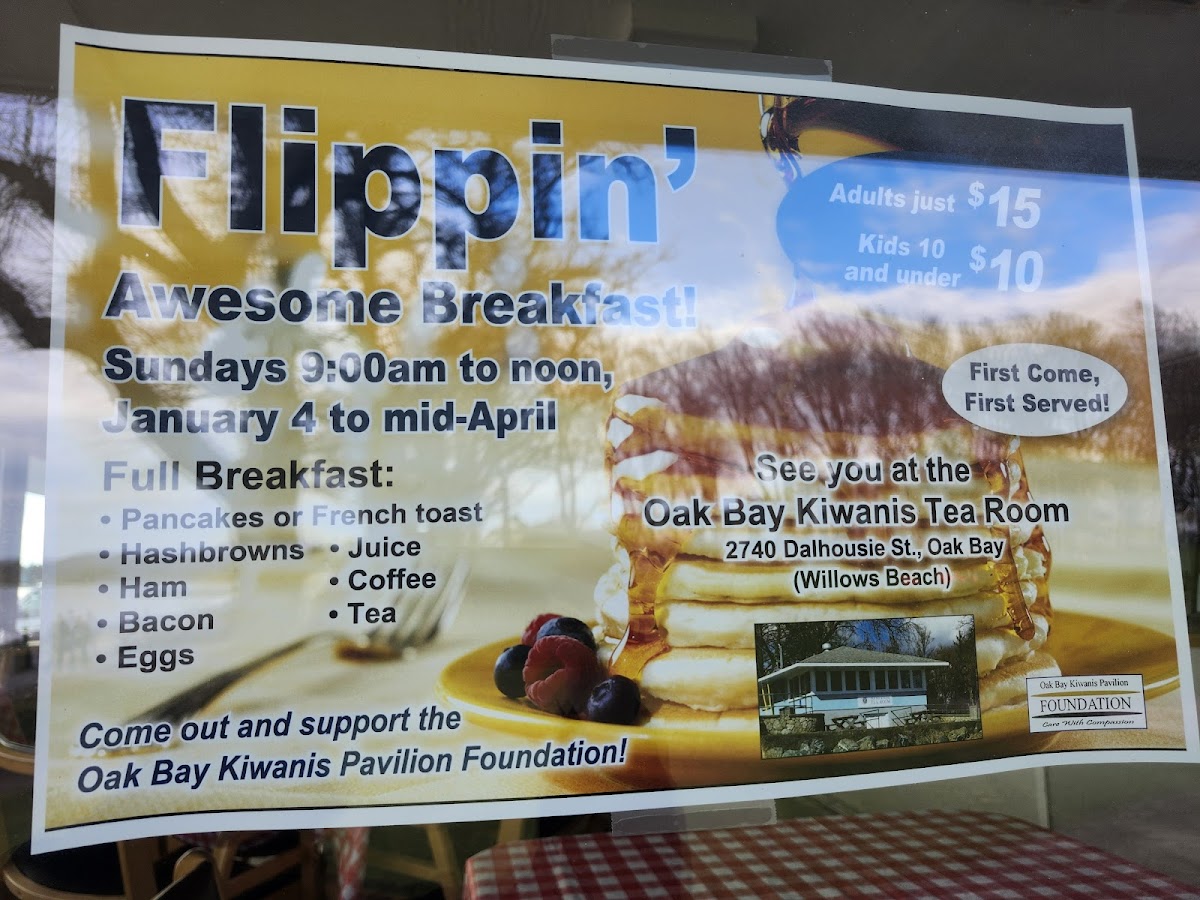 Flippin'
Awesome Breakfast!
Sundays 9:00am to noon,
January 4 to mid-April
Full Breakfast:
• Pancakes or French toast
• Hashbrowns
• Ham
• Bacon
• Eggs
• Juice
• Coffee
• Tea
Come out and support the
Oak Bay Kiwanis Pavilion Foundation!
Adults just $15
Kids 10
and under $10
First Come,
First Served!
See you at the
Oak Bay Kiwanis Tea Room
2740 Dalhousie St., Oak Bay
(Willows Beach)
Oak Bay Kiwanis Pavilion
FOUNDATION
Care With Compassion